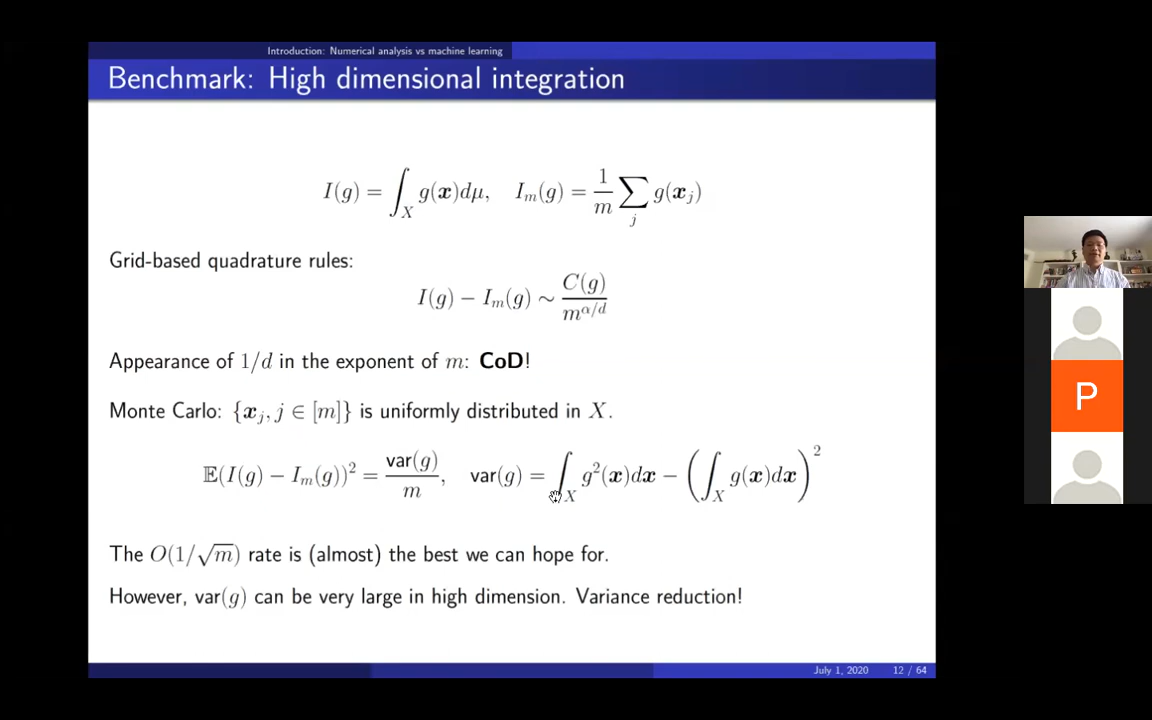 Introduction: Numerical analysis vs machine learning
Benchmark: High dimensional integration
I(g) = ∫_X g(x)dμ, I_m(g) = 1/m ∑_j g(x_j)
Grid-based quadrature rules:
I(g) − I_m(g) ∼ C(g)/m^{α/d}
Appearance of 1/d in the exponent of m: CoD!
Monte Carlo: {x_j, j ∈ [m]} is uniformly distributed in X.
𝔼(I(g) − I_m(g))² = var(g)/m, var(g) = ∫_X g²(x)dx − (∫_X g(x)dx)²
The O(1/√m) rate is (almost) the best we can hope for.
However, var(g) can be very large in high dimension. Variance reduction!
July 1, 2020 12 / 64
P